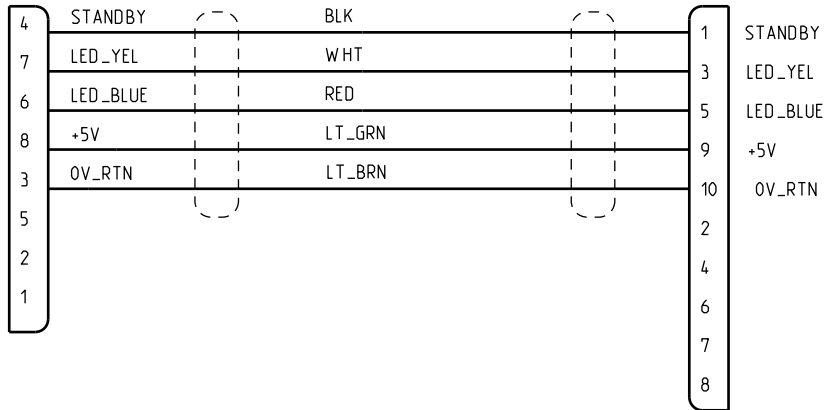 4 STANDBY BLK 1 STANDBY
7 LED_YEL WHT 3 LED_YEL
6 LED_BLUE RED 5 LED_BLUE
8 +5V LT_GRN 9 +5V
3 0V_RTN LT_BRN 10 0V_RTN
5 2
2 4
1 6
7
8